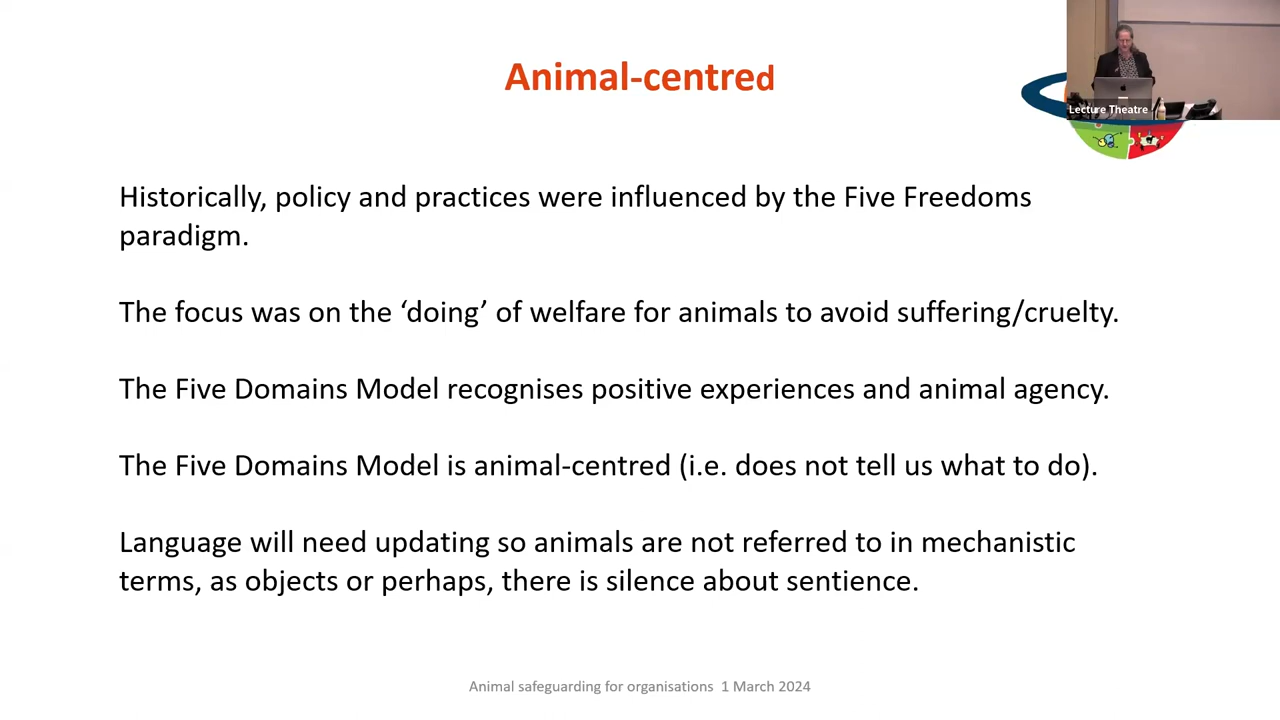 Animal-centred
Lecture Theatre
Historically, policy and practices were influenced by the Five Freedoms
paradigm.
The focus was on the ‘doing’ of welfare for animals to avoid suffering/cruelty.
The Five Domains Model recognises positive experiences and animal agency.
The Five Domains Model is animal-centred (i.e. does not tell us what to do).
Language will need updating so animals are not referred to in mechanistic
terms, as objects or perhaps, there is silence about sentience.
Animal safeguarding for organisations 1 March 2024